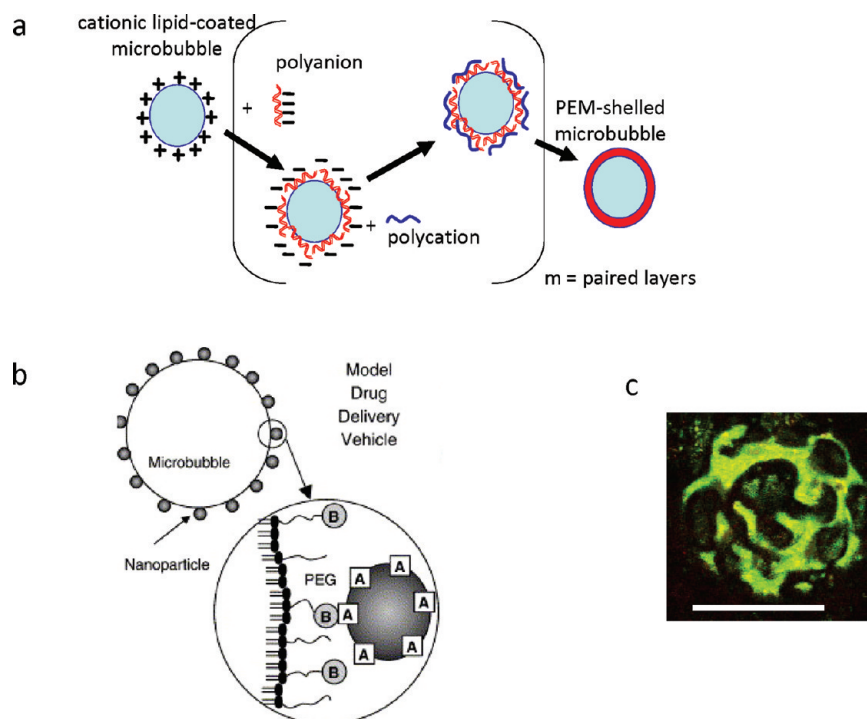 a
cationic lipid-coated
microbubble
polyanion
+
+
polycation
PEM-shelled
microbubble
m = paired layers
b
Microbubble
Nanoparticle
Model
Drug
Delivery
Vehicle
B
PEG
A
A
A
A
B
A
A
A
B
c